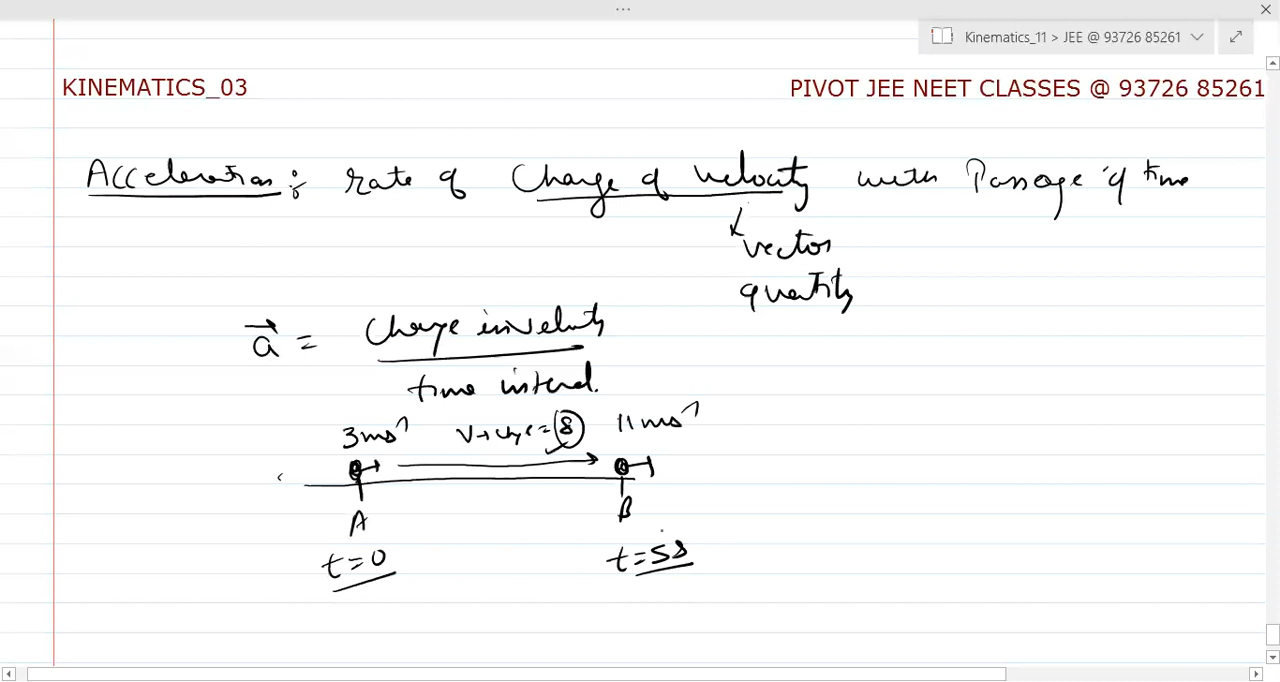 Kinematics_11 > JEE @ 93726 85261
KINEMATICS_03
PIVOT JEE NEET CLASSES @ 93726 85261
Acceleration : rate of change of velocity with Passage of time
vector
quantity
a = change in velocity
time interval.
3ms⁻¹ = 8 11ms⁻¹
A B
t=0 t=5s